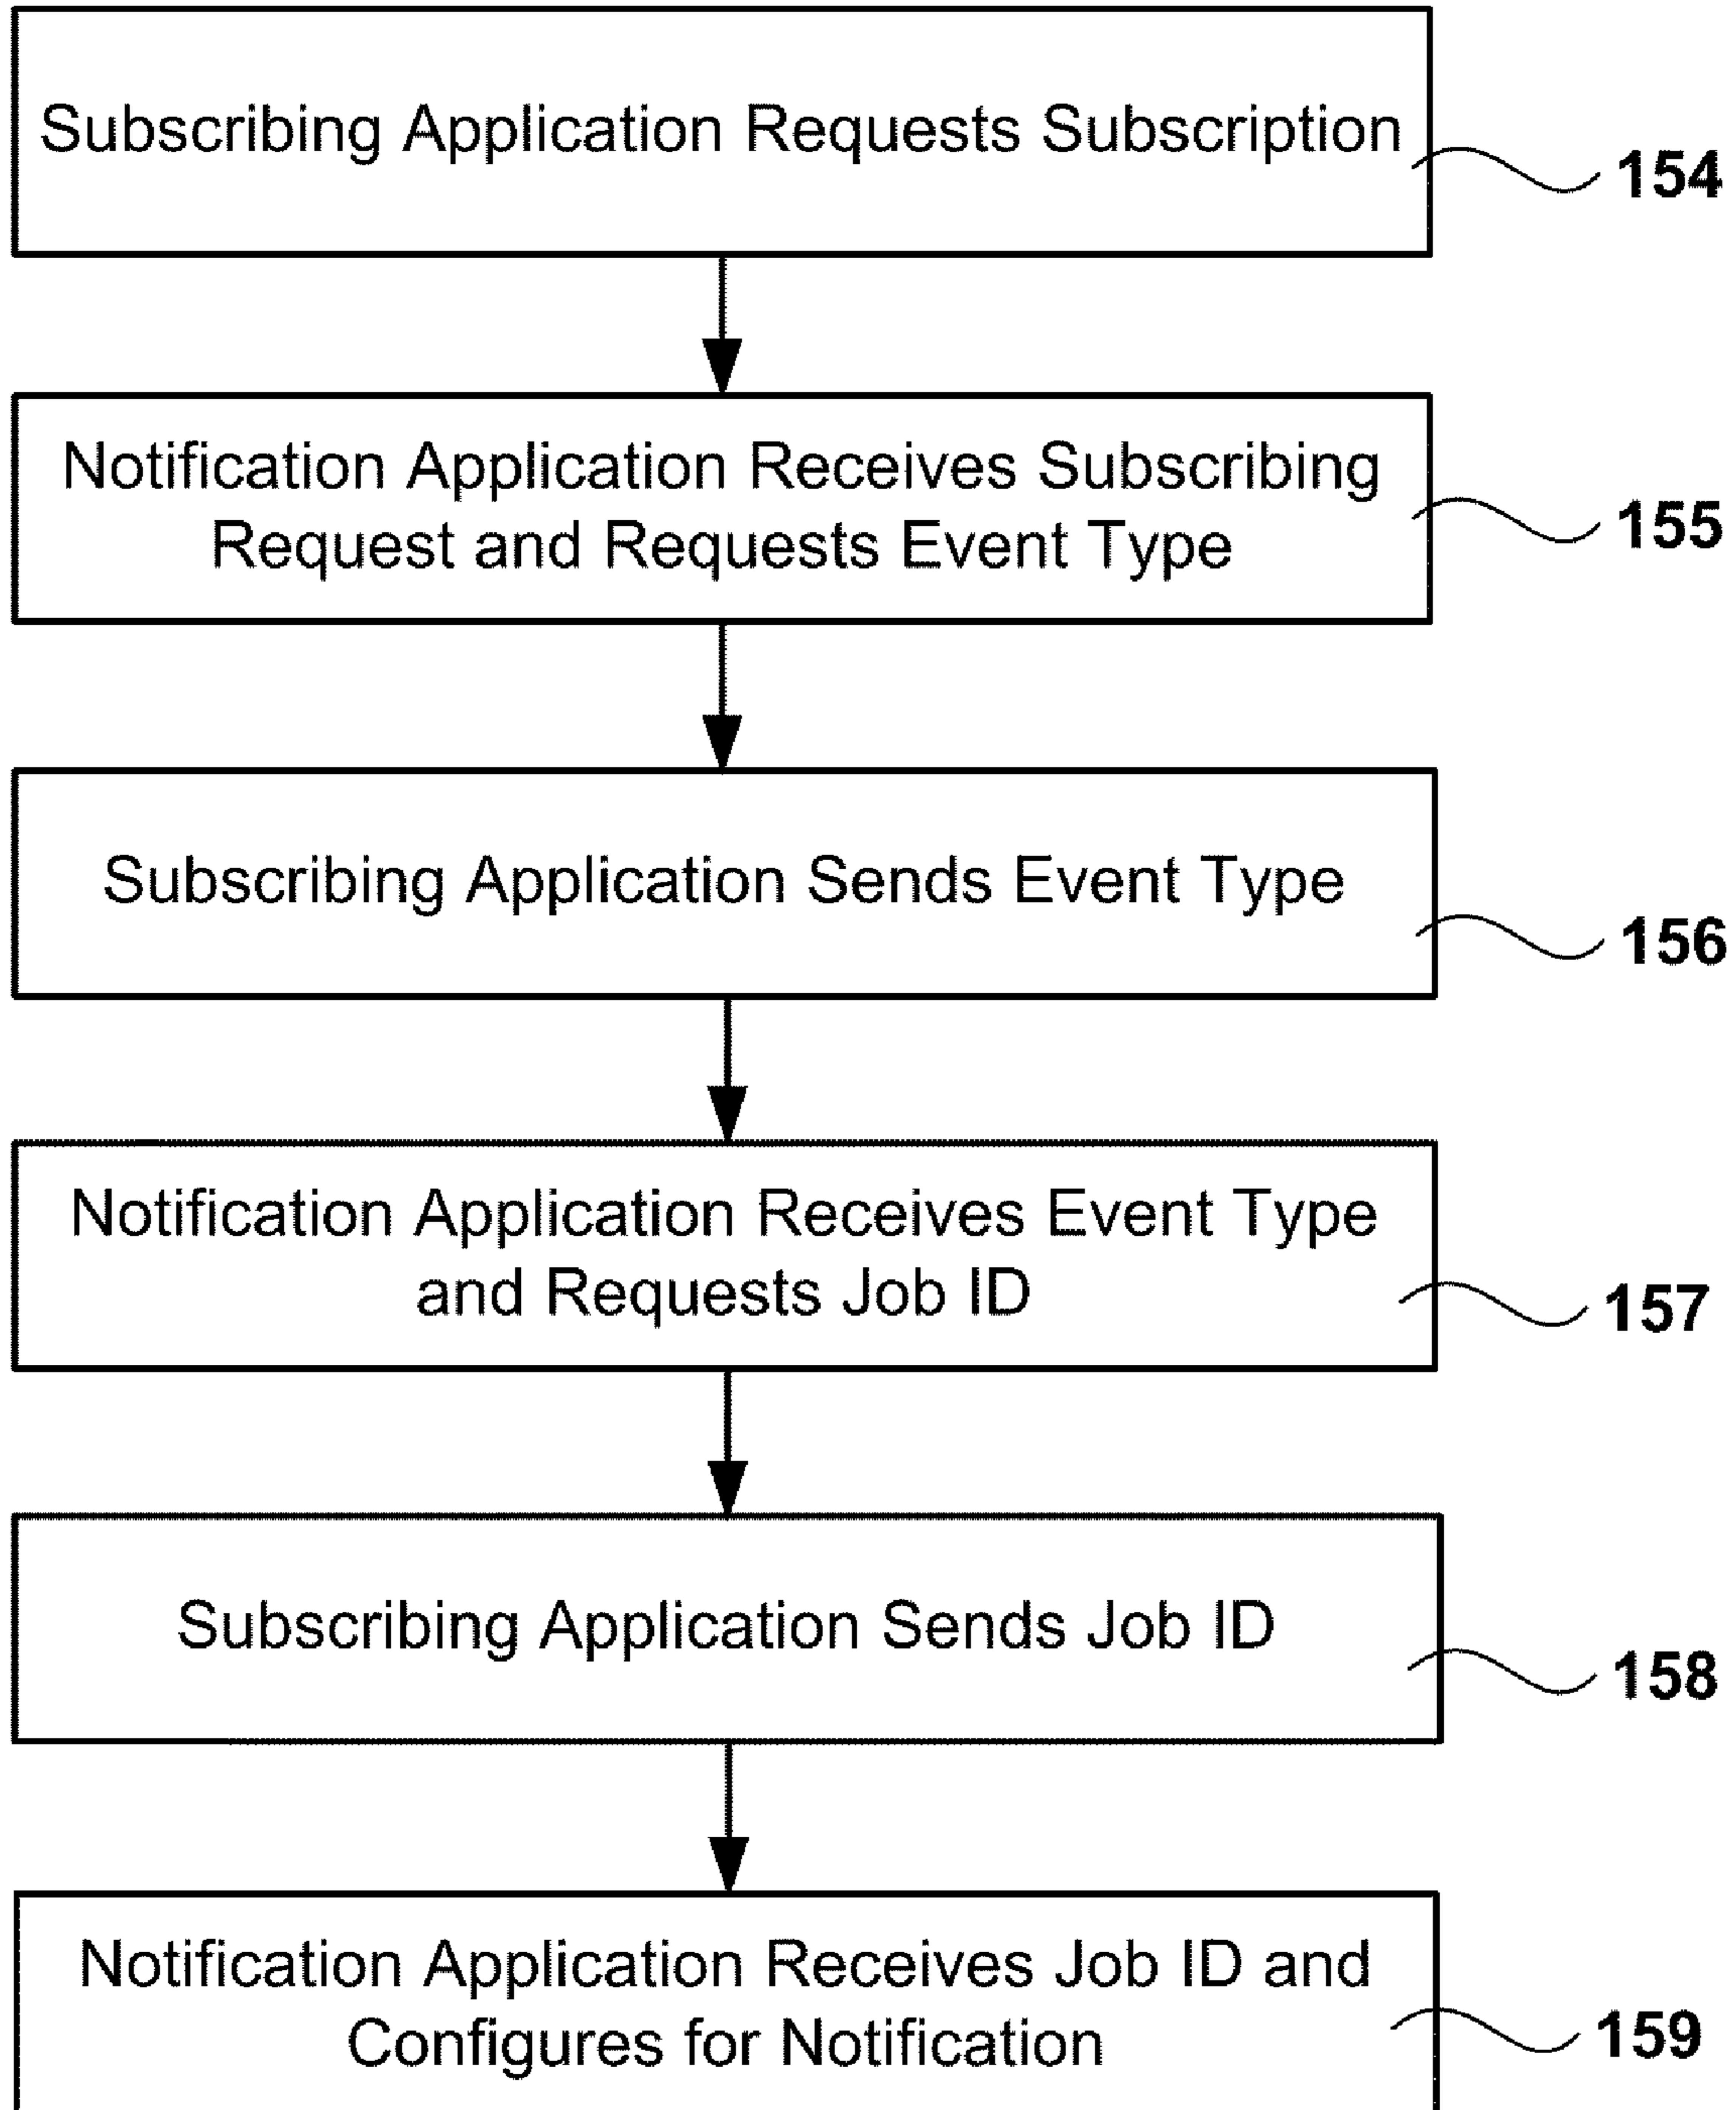 Subscribing Application Requests Subscription
154
Notification Application Receives Subscribing
Request and Requests Event Type
155
Subscribing Application Sends Event Type
156
Notification Application Receives Event Type
and Requests Job ID
157
Subscribing Application Sends Job ID
158
Notification Application Receives Job ID and
Configures for Notification
159